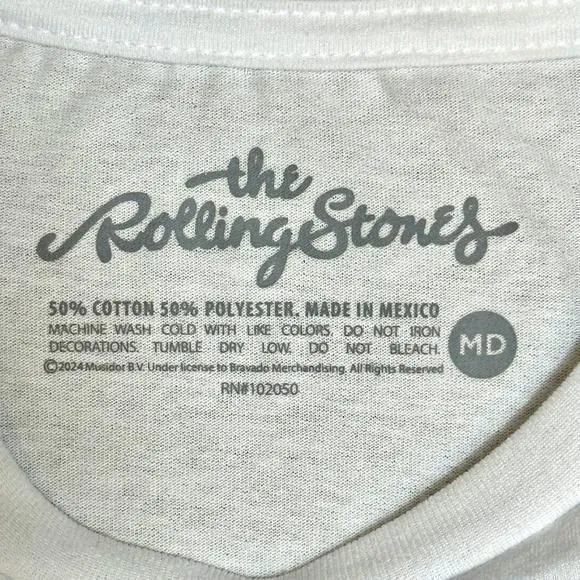 the
Rolling Stones
50% COTTON 50% POLYESTER. MADE IN MEXICO
MACHINE WASH COLD WITH LIKE COLORS. DO NOT IRON
DECORATIONS. TUMBLE DRY LOW. DO NOT BLEACH.
MD
©2024 Musidor B.V. Under license to Bravado Merchandising. All Rights Reserved
RN#102050